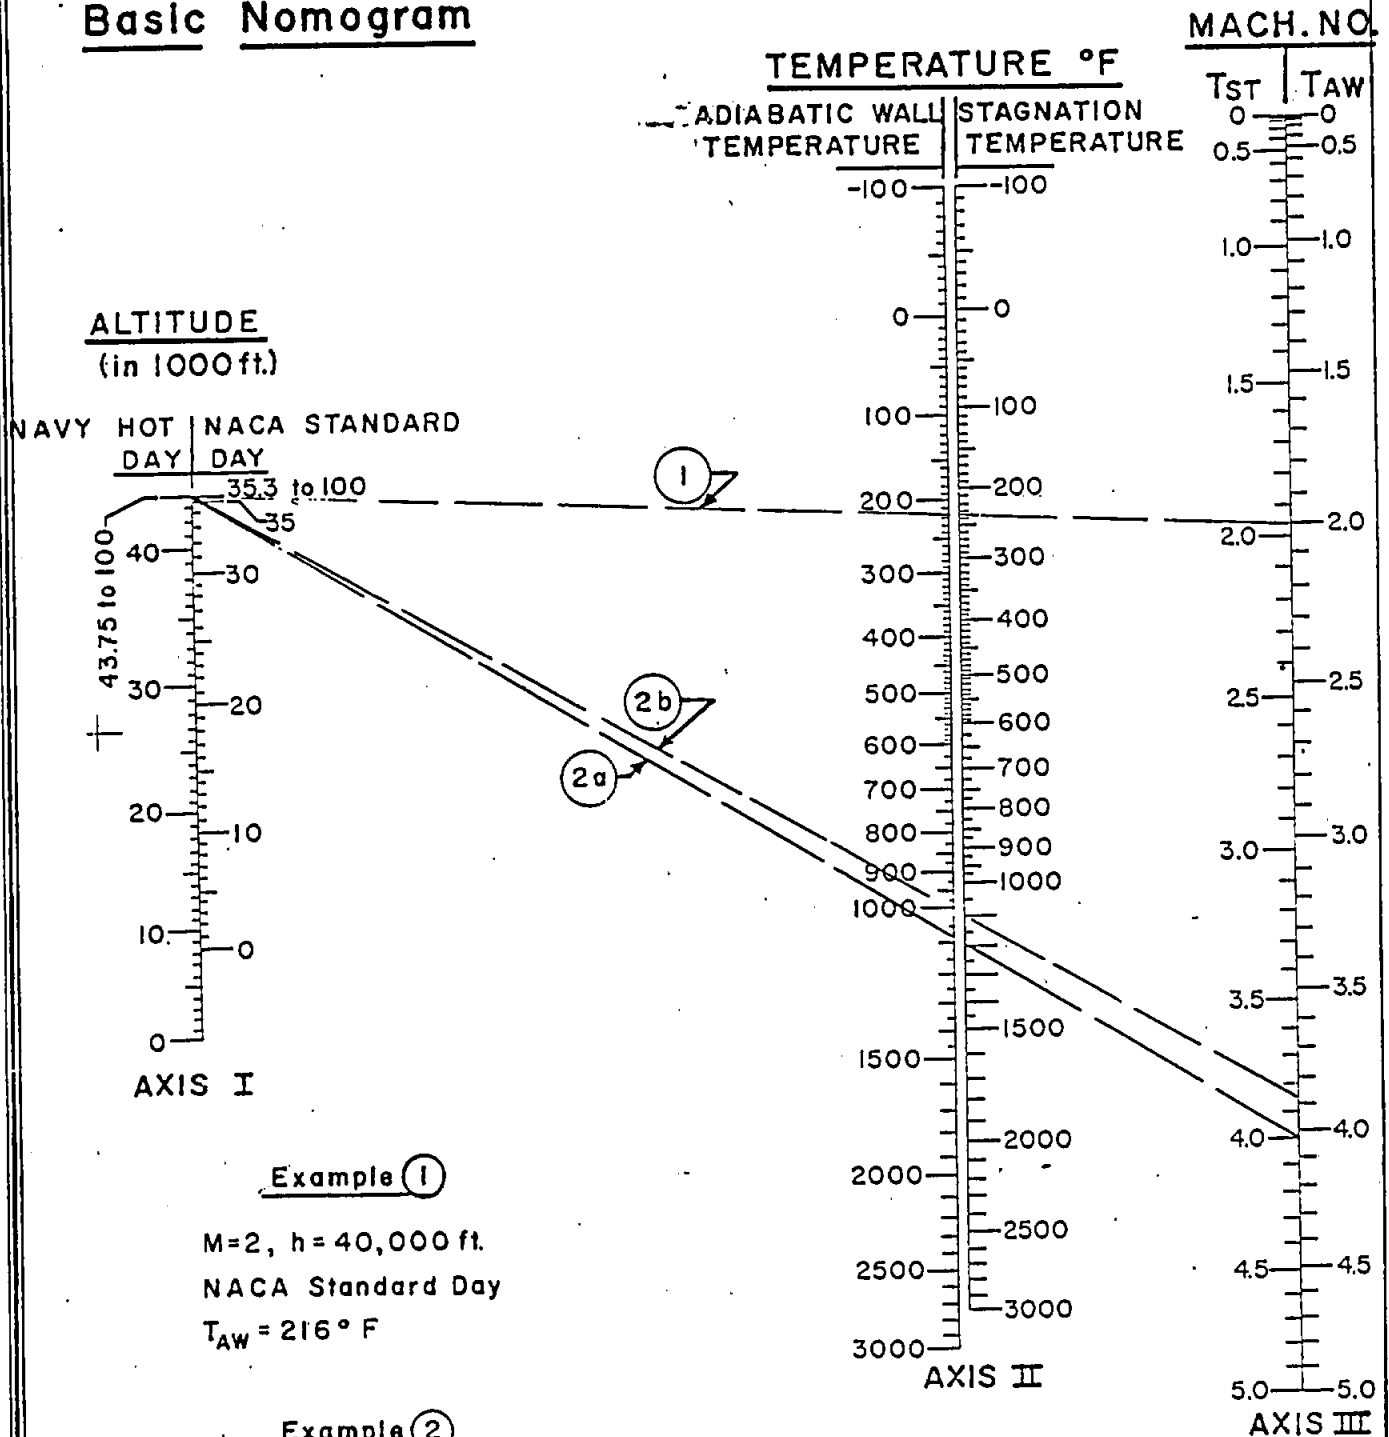 Basic Nomogram
MACH. NO.
TEMPERATURE °F
TST TAW
ADIABATIC WALL TEMPERATURE
STAGNATION TEMPERATURE
0 0
0.5 0.5
1.0 1.0
1.5 1.5
2.0 2.0
2.5 2.5
3.0 3.0
3.5 3.5
4.0 4.0
4.5 4.5
5.0 5.0
AXIS III
-100 -100
0 0
100 100
200 200
300 300
400 400
500 500
600 600
700 700
800 800
900 900
1000 1000
1500 1500
2000 2000
2500 2500
3000 3000
AXIS II
ALTITUDE
(in 1000 ft.)
NAVY HOT DAY
NACA STANDARD DAY
35.3 to 100
35
43.75 to 100
40 30
30 20
20 10
10 0
0
AXIS I
1
2b
2a
Example 1
M=2, h=40,000 ft.
NACA Standard Day
TAW = 216° F
Example 2